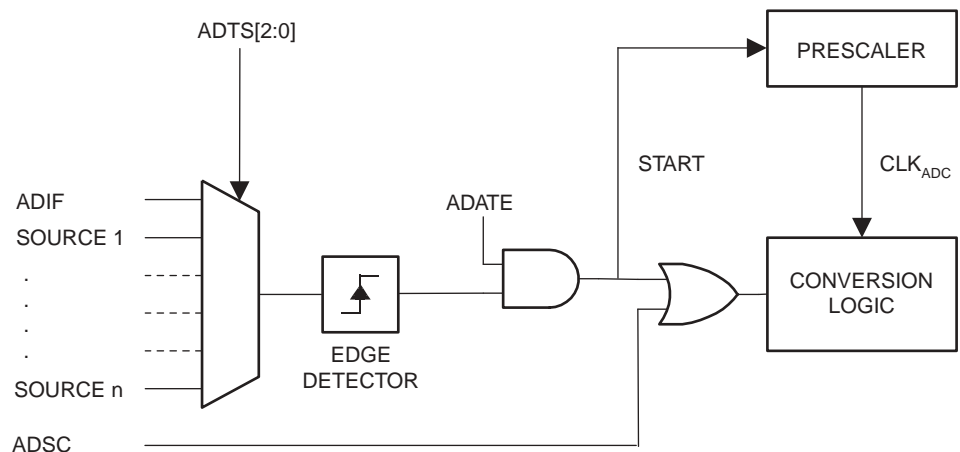 ADTS[2:0]
PRESCALER
START
CLKADC
ADIF
ADATE
SOURCE 1
.
.
.
.
CONVERSION
LOGIC
EDGE
DETECTOR
SOURCE n
ADSC